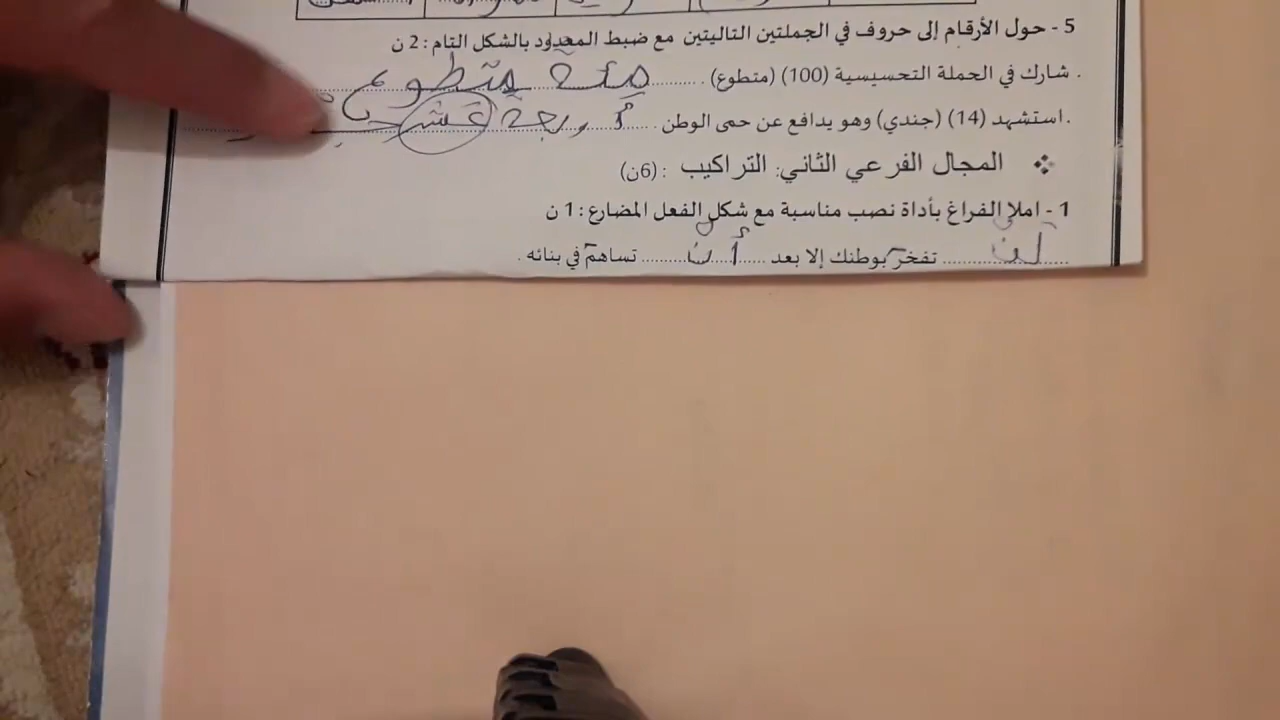 5 - حول الأرقام إلى حروف في الجملتين التاليتين مع ضبط المعدود بالشكل التام : 2 ن
. شارك في الحملة التحسيسية (100) (متطوع) .......... مئة متطوع
.استشهد (14) (جندي) وهو يدافع عن حمى الوطن ........ أربعة عشر
❖ المجال الفرعي الثاني: التراكيب : (6ن)
1 - املا الفراغ بأداة نصب مناسبة مع شكل الفعل المضارع : 1 ن
لن تفخرَ بوطنك إلا بعد أن تساهمَ في بنائه .